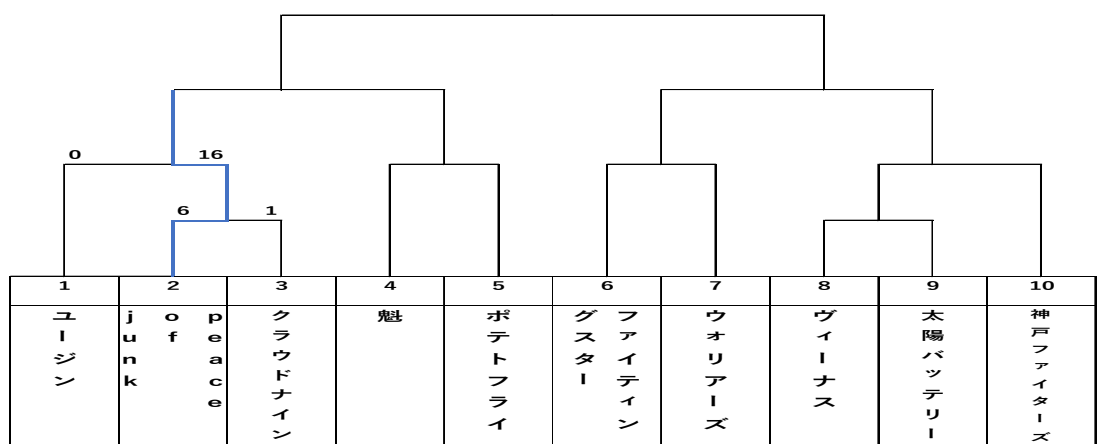 0
16
6
1
1
2
3
4
5
6
7
8
9
10
ユージン
peace
of
junk
クラウドナイン
魁
ポテトフライ
ファイティン
グスター
ウォリアーズ
ヴィーナス
太陽バッテリー
神戸ファイターズ